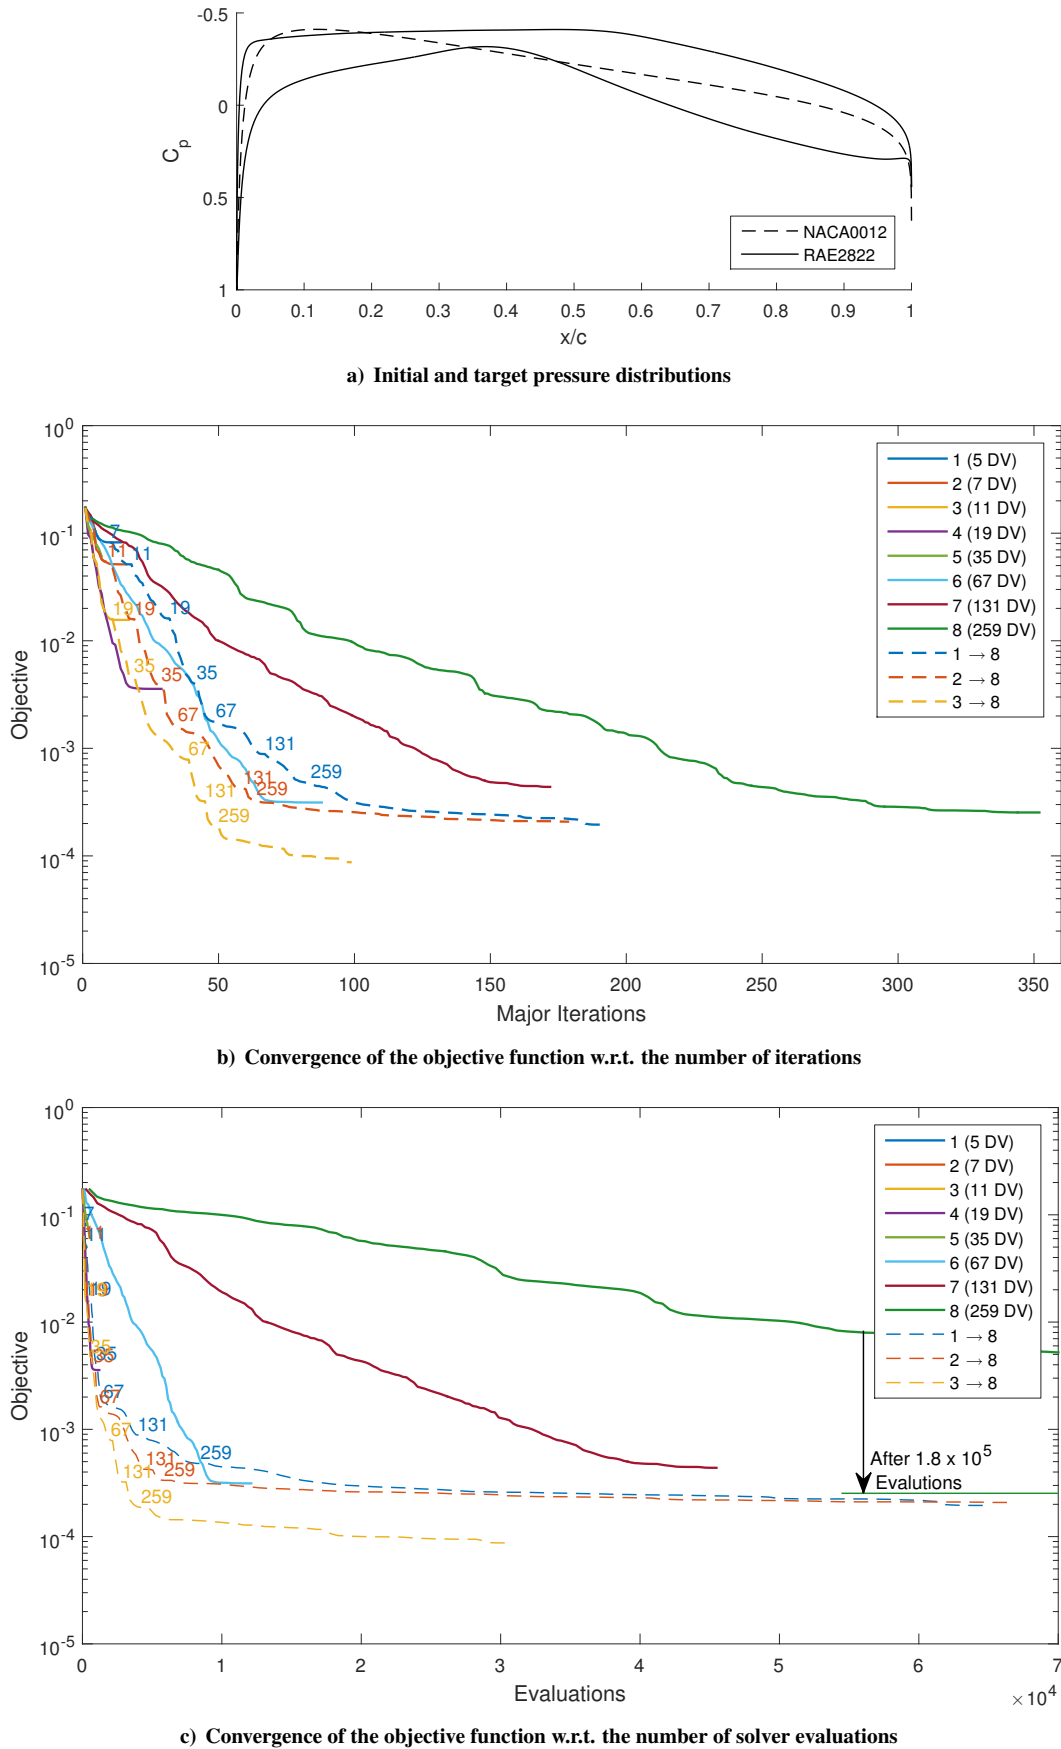 -0.5
0
0.5
1
C_p
NACA0012
RAE2822
0 0.1 0.2 0.3 0.4 0.5 0.6 0.7 0.8 0.9 1
x/c
a) Initial and target pressure distributions
10^0
10^-1
10^-2
10^-3
10^-4
10^-5
Objective
1 (5 DV)
2 (7 DV)
3 (11 DV)
4 (19 DV)
5 (35 DV)
6 (67 DV)
7 (131 DV)
8 (259 DV)
1 → 8
2 → 8
3 → 8
7
11 11
19 19 19
35 35 35
67 67 67
131 131 131
259 259 259
0 50 100 150 200 250 300 350
Major Iterations
b) Convergence of the objective function w.r.t. the number of iterations
10^0
10^-1
10^-2
10^-3
10^-4
10^-5
Objective
1 (5 DV)
2 (7 DV)
3 (11 DV)
4 (19 DV)
5 (35 DV)
6 (67 DV)
7 (131 DV)
8 (259 DV)
1 → 8
2 → 8
3 → 8
7
11
19
35
35
67
67
67
131
131
131
259
259
259
After 1.8 x 10^5
Evalutions
0 1 2 3 4 5 6 7
Evaluations
×10^4
c) Convergence of the objective function w.r.t. the number of solver evaluations